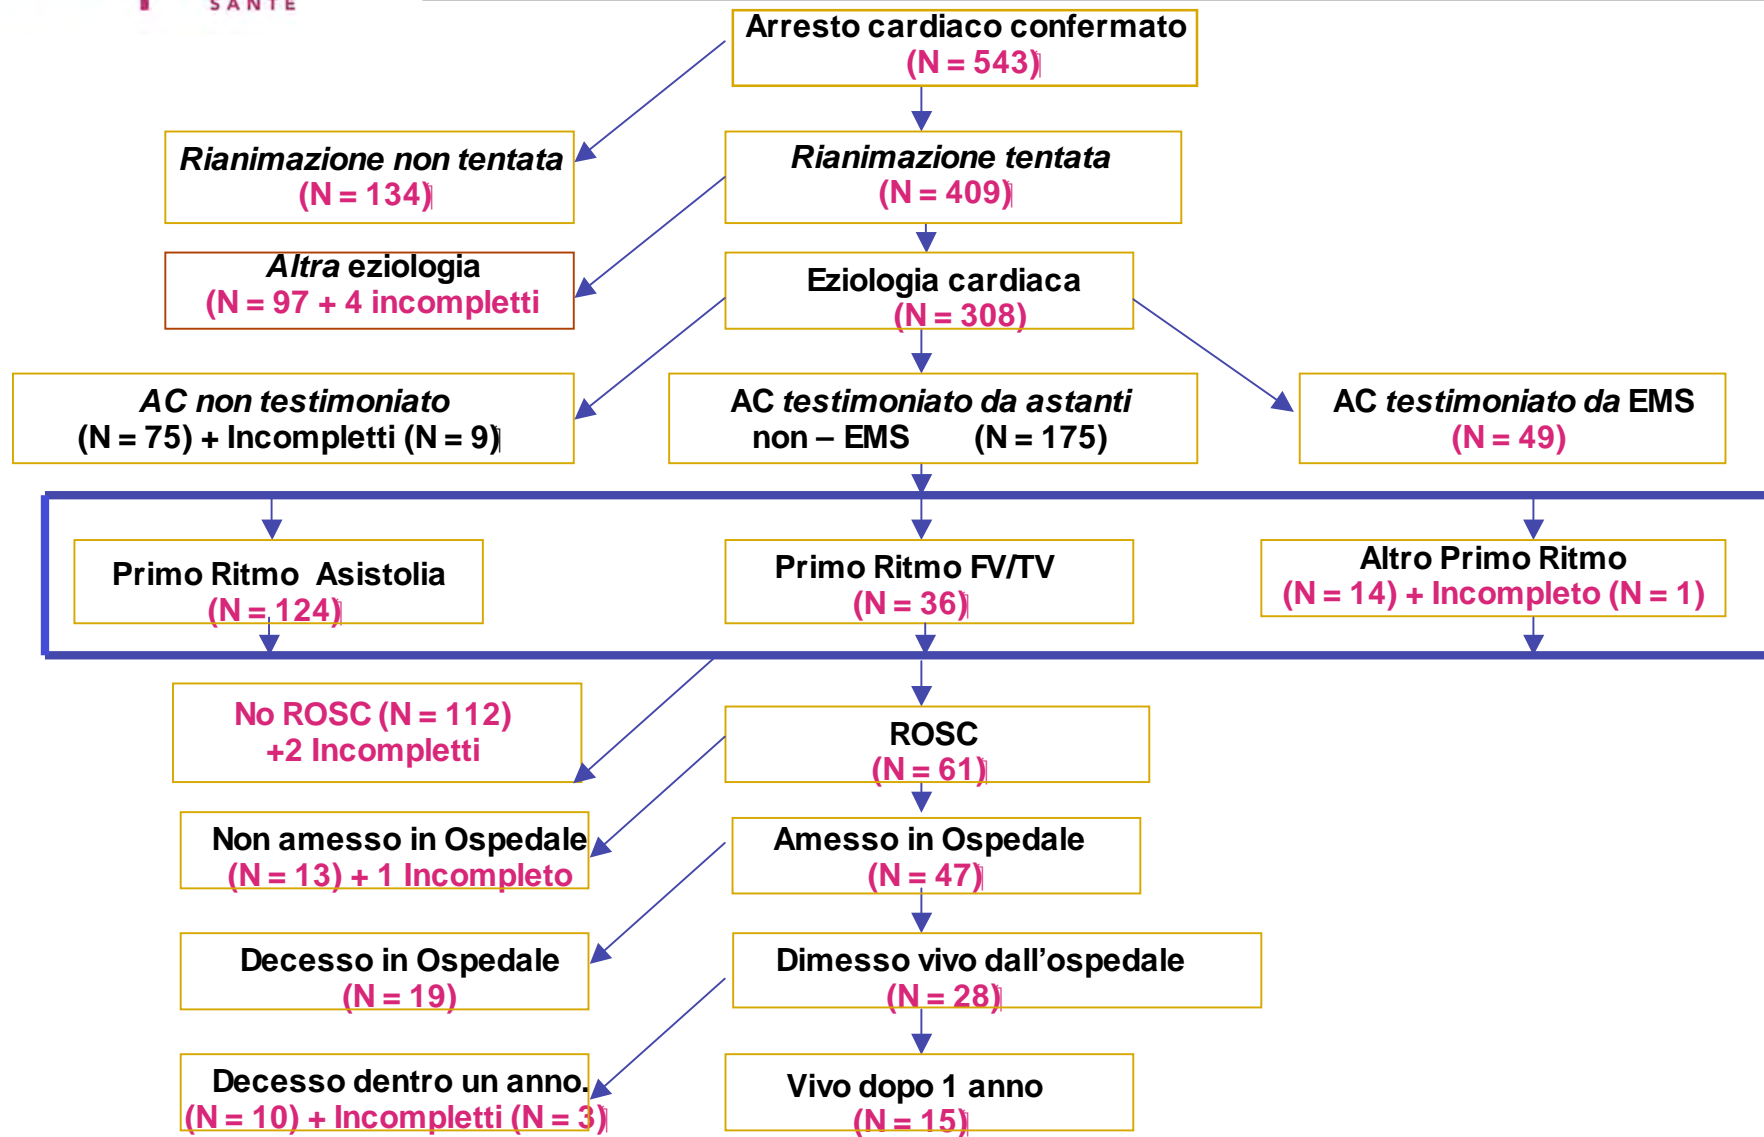 SANTE
Arresto cardiaco confermato
(N = 543)
Rianimazione non tentata
(N = 134)
Rianimazione tentata
(N = 409)
Altra eziologia
(N = 97 + 4 incompletti
Eziologia cardiaca
(N = 308)
AC non testimoniato
(N = 75) + Incompletti (N = 9)
AC testimoniato da astanti
non – EMS (N = 175)
AC testimoniato da EMS
(N = 49)
Primo Ritmo Asistolia
(N = 124)
Primo Ritmo FV/TV
(N = 36)
Altro Primo Ritmo
(N = 14) + Incompleto (N = 1)
No ROSC (N = 112)
+2 Incompletti
ROSC
(N = 61)
Non amesso in Ospedale
(N = 13) + 1 Incompleto
Amesso in Ospedale
(N = 47)
Decesso in Ospedale
(N = 19)
Dimesso vivo dall'ospedale
(N = 28)
Decesso dentro un anno.
(N = 10) + Incompletti (N = 3)
Vivo dopo 1 anno
(N = 15)